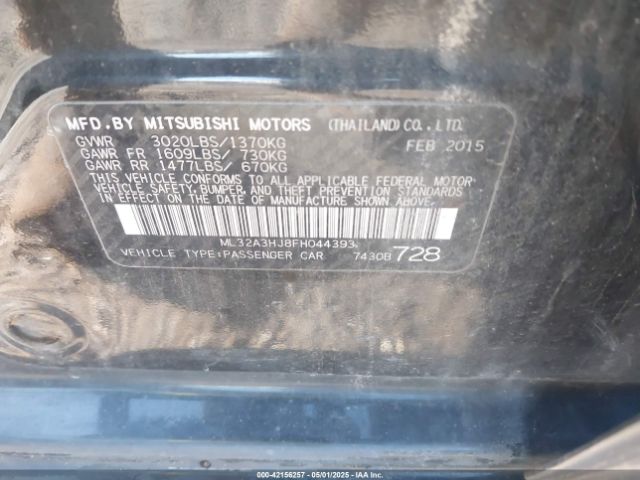 MFD.BY MITSUBISHI MOTORS (THAILAND) CO.,LTD.
GVWR 3020LBS/1370KG FEB 2015
GAWR FR 1609LBS/ 730KG
GAWR RR 1477LBS/ 670KG
THIS VEHICLE CONFORMS TO ALL APPLICABLE FEDERAL MOTOR
VEHICLE SAFETY, BUMPER, AND THEFT PREVENTION STANDARDS
IN EFFECT ON THE DATE OF MANUFACTURE SHOWN ABOVE.
ML32A3HJ8FH044393
VEHICLE TYPE:PASSENGER CAR 7430B 728
000-42156257 - 05/01/2025 - IAAI.COM